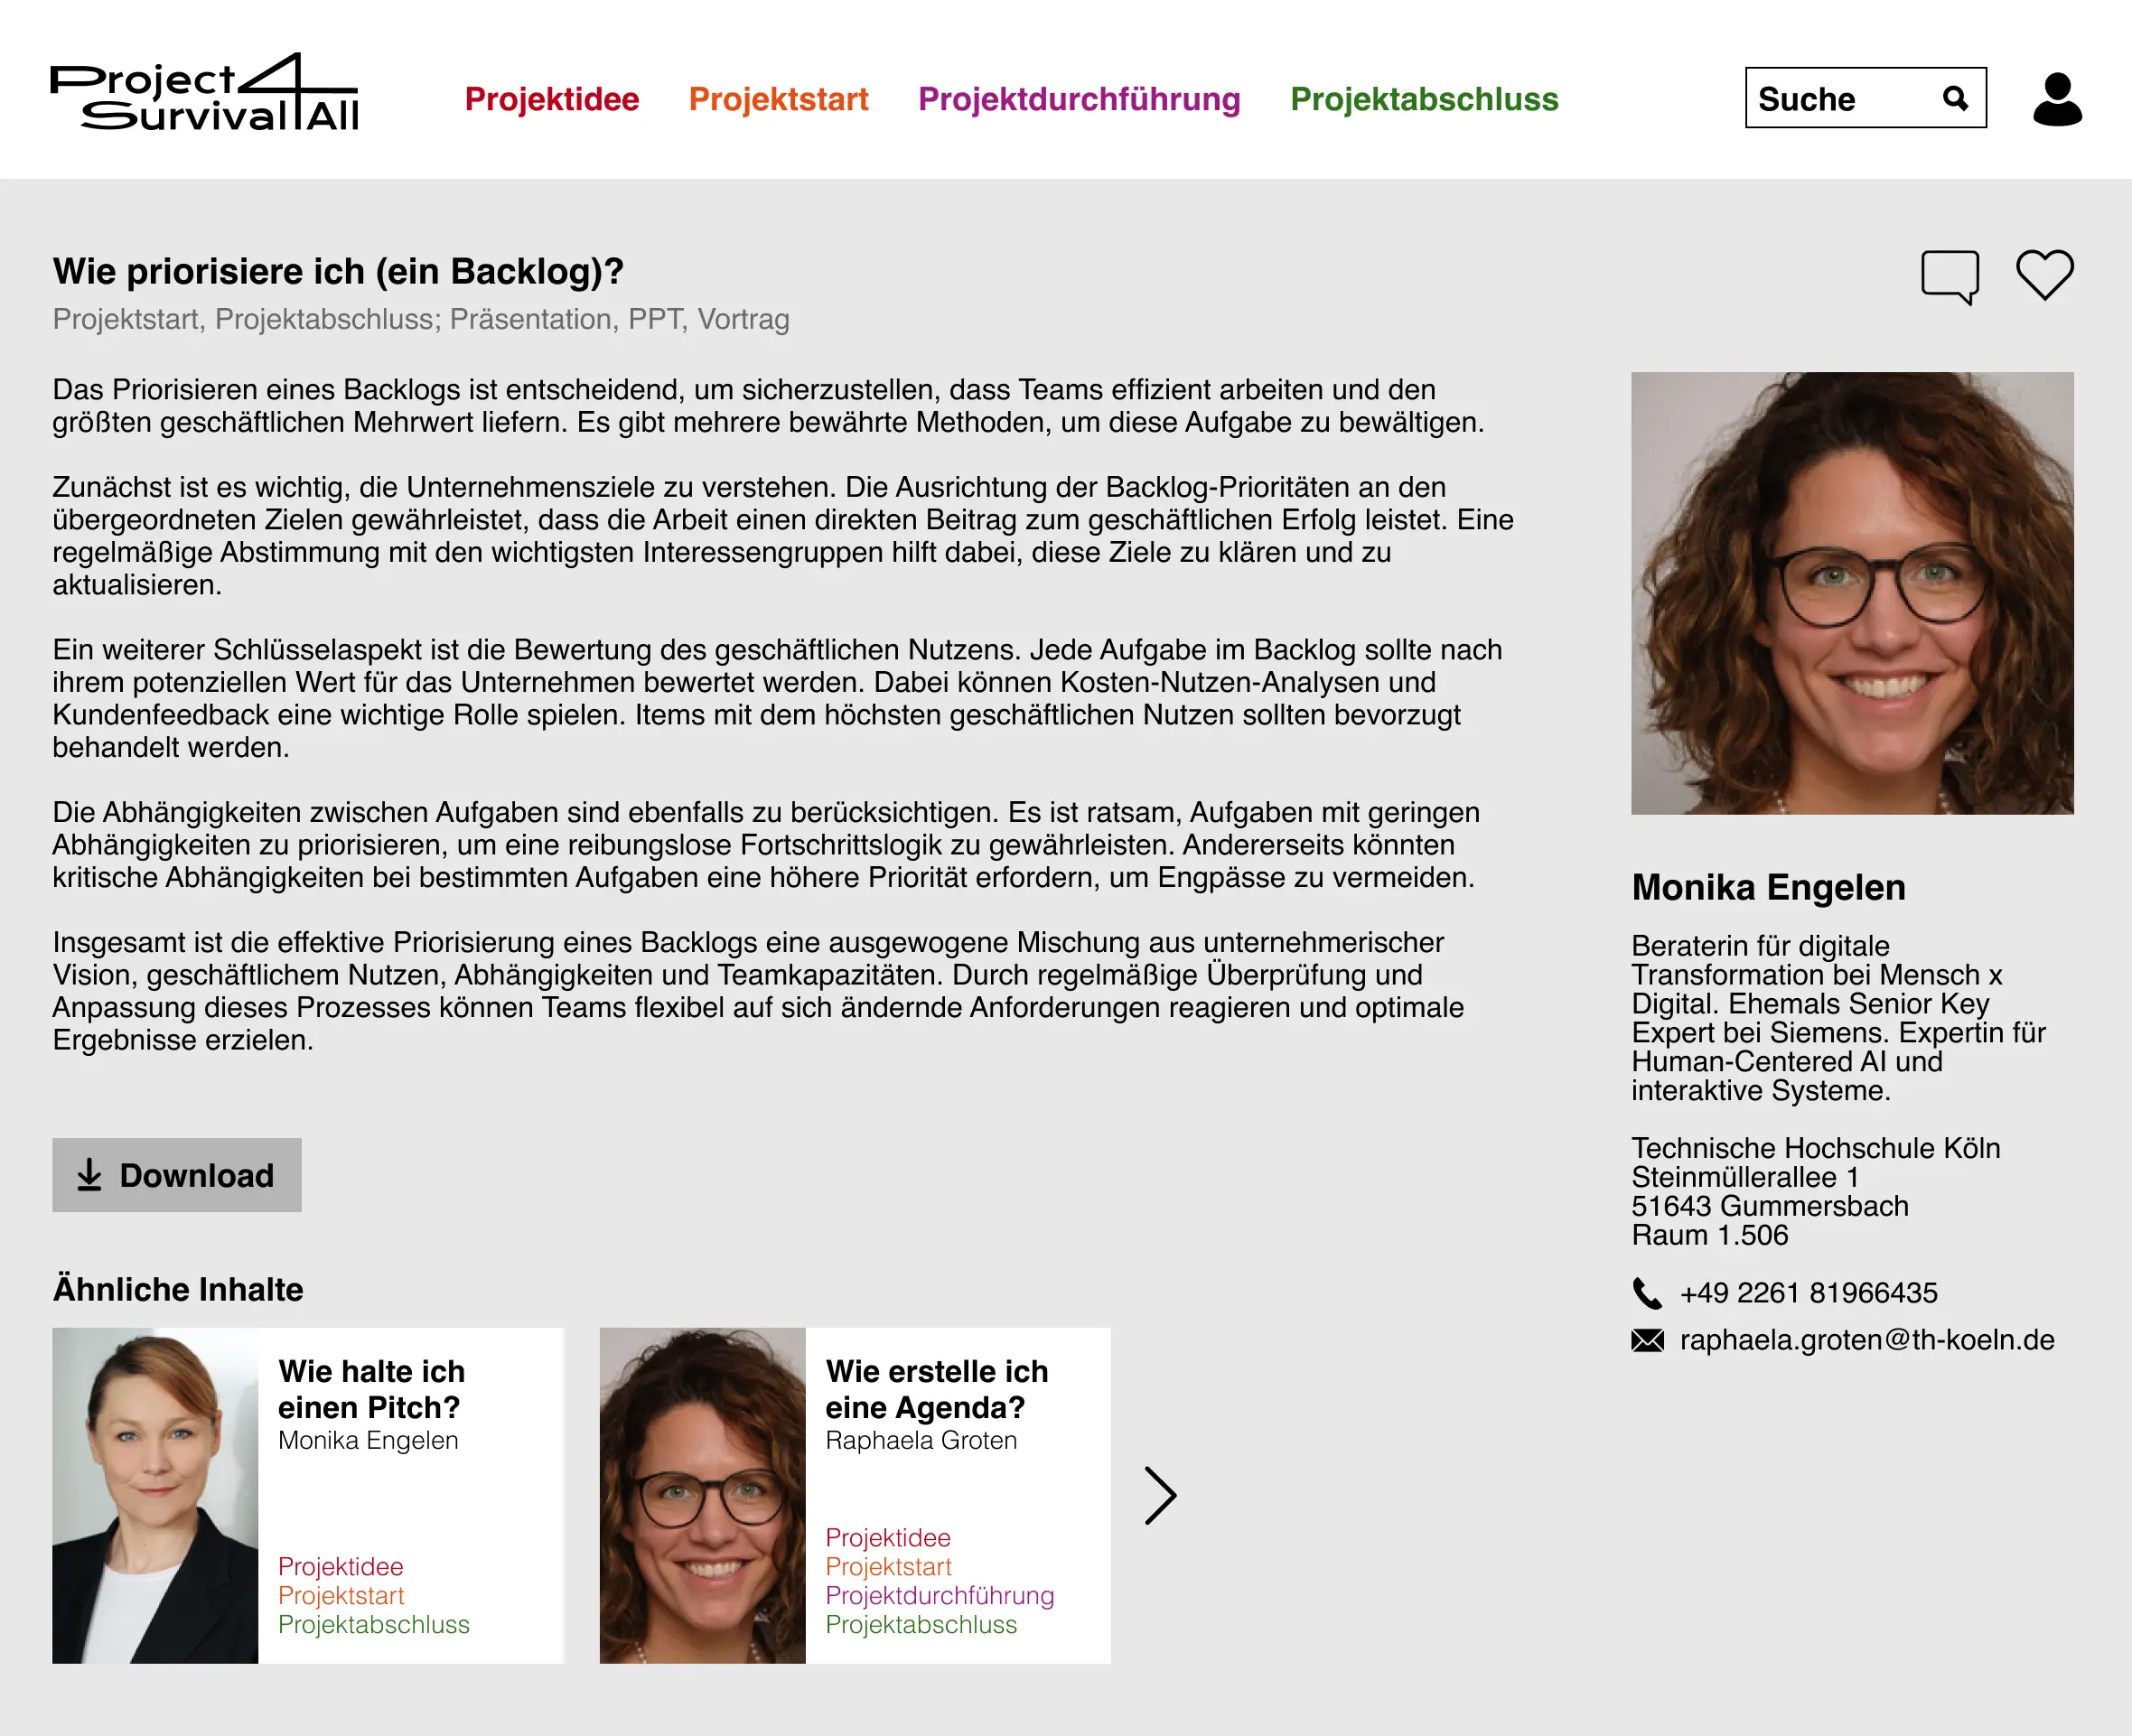 Project 4
Survival All
Projektidee
Projektstart
Projektdurchführung
Projektabschluss
Suche
Wie priorisiere ich (ein Backlog)?
Projektstart, Projektabschluss; Präsentation, PPT, Vortrag
Das Priorisieren eines Backlogs ist entscheidend, um sicherzustellen, dass Teams effizient arbeiten und den
größten geschäftlichen Mehrwert liefern. Es gibt mehrere bewährte Methoden, um diese Aufgabe zu bewältigen.
Zunächst ist es wichtig, die Unternehmensziele zu verstehen. Die Ausrichtung der Backlog-Prioritäten an den
übergeordneten Zielen gewährleistet, dass die Arbeit einen direkten Beitrag zum geschäftlichen Erfolg leistet. Eine
regelmäßige Abstimmung mit den wichtigsten Interessengruppen hilft dabei, diese Ziele zu klären und zu
aktualisieren.
Ein weiterer Schlüsselaspekt ist die Bewertung des geschäftlichen Nutzens. Jede Aufgabe im Backlog sollte nach
ihrem potenziellen Wert für das Unternehmen bewertet werden. Dabei können Kosten-Nutzen-Analysen und
Kundenfeedback eine wichtige Rolle spielen. Items mit dem höchsten geschäftlichen Nutzen sollten bevorzugt
behandelt werden.
Die Abhängigkeiten zwischen Aufgaben sind ebenfalls zu berücksichtigen. Es ist ratsam, Aufgaben mit geringen
Abhängigkeiten zu priorisieren, um eine reibungslose Fortschrittslogik zu gewährleisten. Andererseits könnten
kritische Abhängigkeiten bei bestimmten Aufgaben eine höhere Priorität erfordern, um Engpässe zu vermeiden.
Insgesamt ist die effektive Priorisierung eines Backlogs eine ausgewogene Mischung aus unternehmerischer
Vision, geschäftlichem Nutzen, Abhängigkeiten und Teamkapazitäten. Durch regelmäßige Überprüfung und
Anpassung dieses Prozesses können Teams flexibel auf sich ändernde Anforderungen reagieren und optimale
Ergebnisse erzielen.
Download
Monika Engelen
Beraterin für digitale
Transformation bei Mensch x
Digital. Ehemals Senior Key
Expert bei Siemens. Expertin für
Human-Centered AI und
interaktive Systeme.
Technische Hochschule Köln
Steinmüllerallee 1
51643 Gummersbach
Raum 1.506
+49 2261 81966435
raphaela.groten@th-koeln.de
Ähnliche Inhalte
Wie halte ich
einen Pitch?
Monika Engelen
Projektidee
Projektstart
Projektabschluss
Wie erstelle ich
eine Agenda?
Raphaela Groten
Projektidee
Projektstart
Projektdurchführung
Projektabschluss